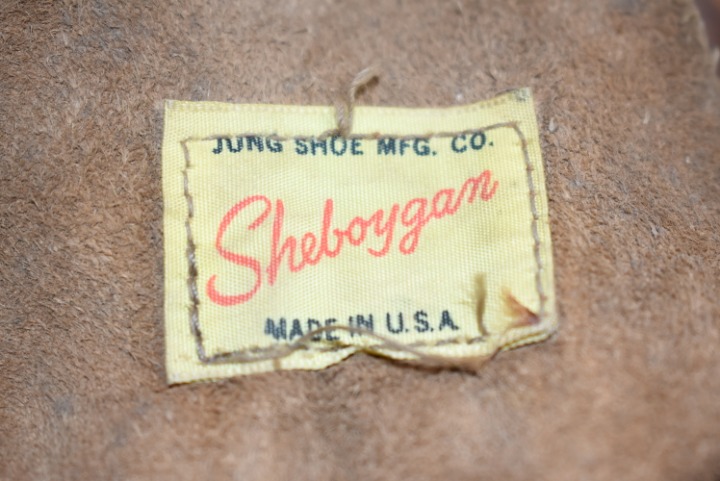 JUNG SHOE MFG. CO.
Sheboygan
MADE IN U.S.A.